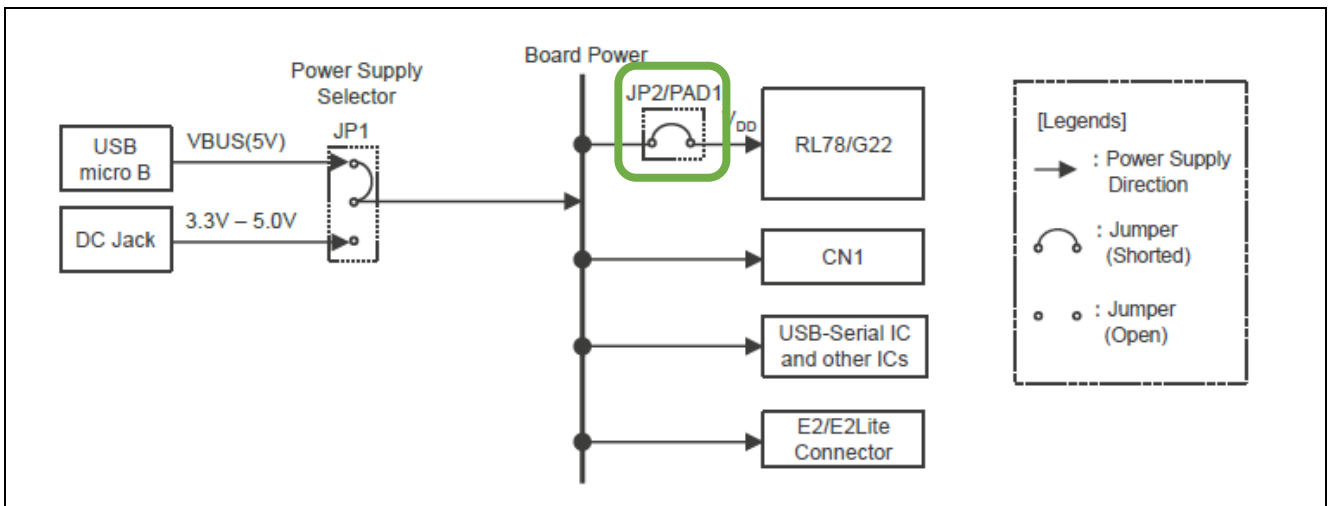 Power Supply
Selector
JP1
USB
micro B
VBUS(5V)
DC Jack
3.3V – 5.0V
Board Power
JP2/PAD1
VDD
RL78/G22
CN1
USB-Serial IC
and other ICs
E2/E2Lite
Connector
[Legends]
: Power Supply
Direction
: Jumper
(Shorted)
: Jumper
(Open)